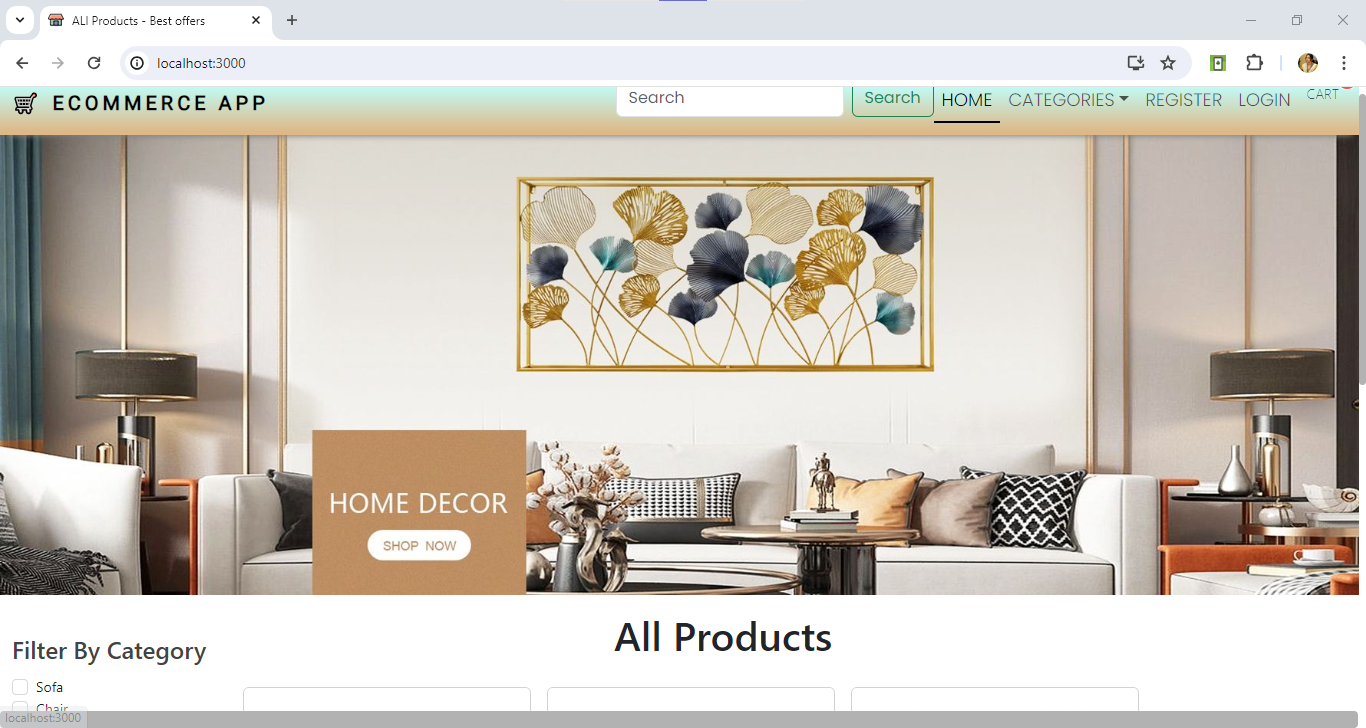 ALl Products - Best offers
localhost:3000
ECOMMERCE APP
Search
Search
HOME
CATEGORIES
REGISTER
LOGIN
CART
HOME DECOR
SHOP NOW
All Products
Filter By Category
Sofa
Chair
localhost:3000